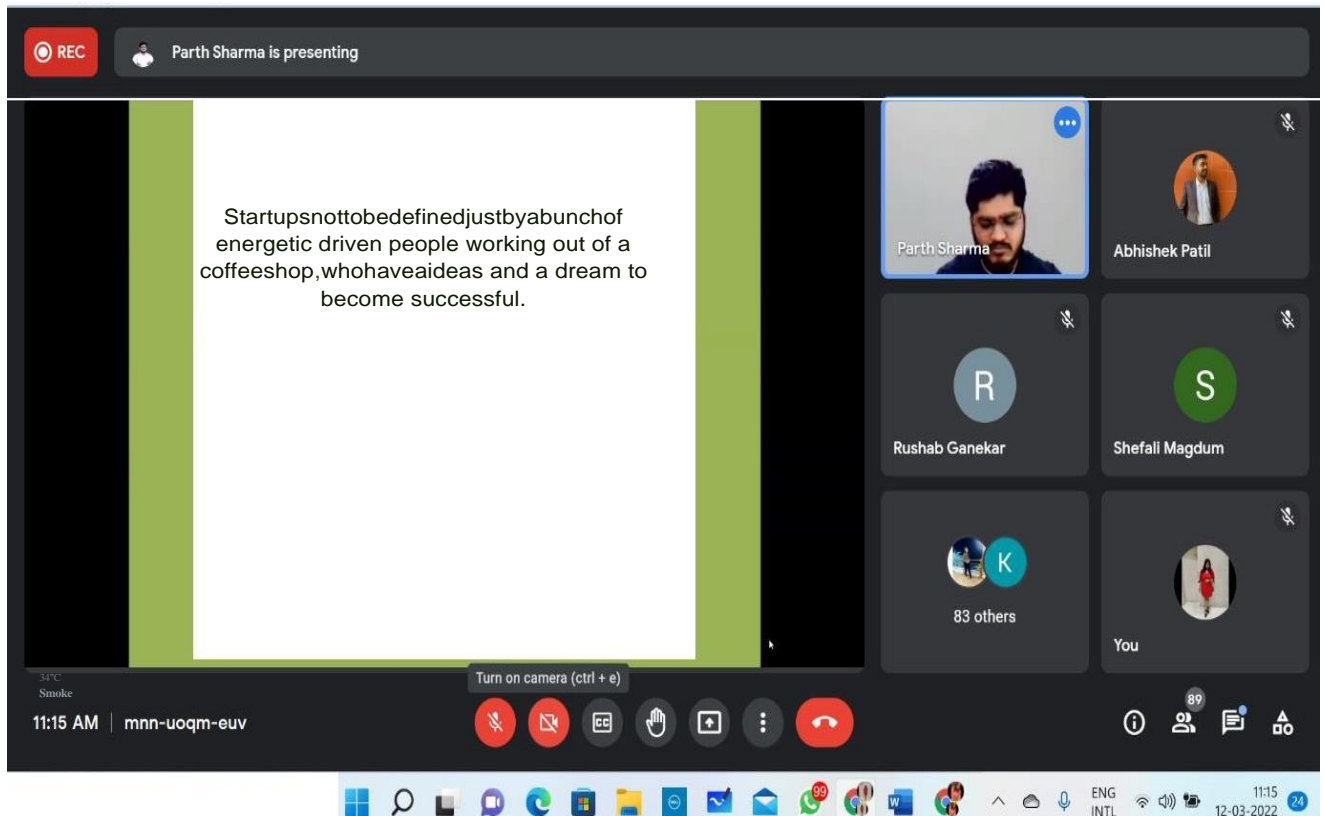 REC
Parth Sharma is presenting
Startupsnottobedefinedjustbyabunchof
energetic driven people working out of a
coffeeshop,whohaveaideas and a dream to
become successful.
Parth Sharma
Abhishek Patil
R
Rushab Ganekar
S
Shefali Magdum
K
83 others
You
34°C
Smoke
Turn on camera (ctrl + e)
11:15 AM | mnn-uoqm-euv
CC
89
99
W
ENG
INTL
11:15
12-03-2022
24